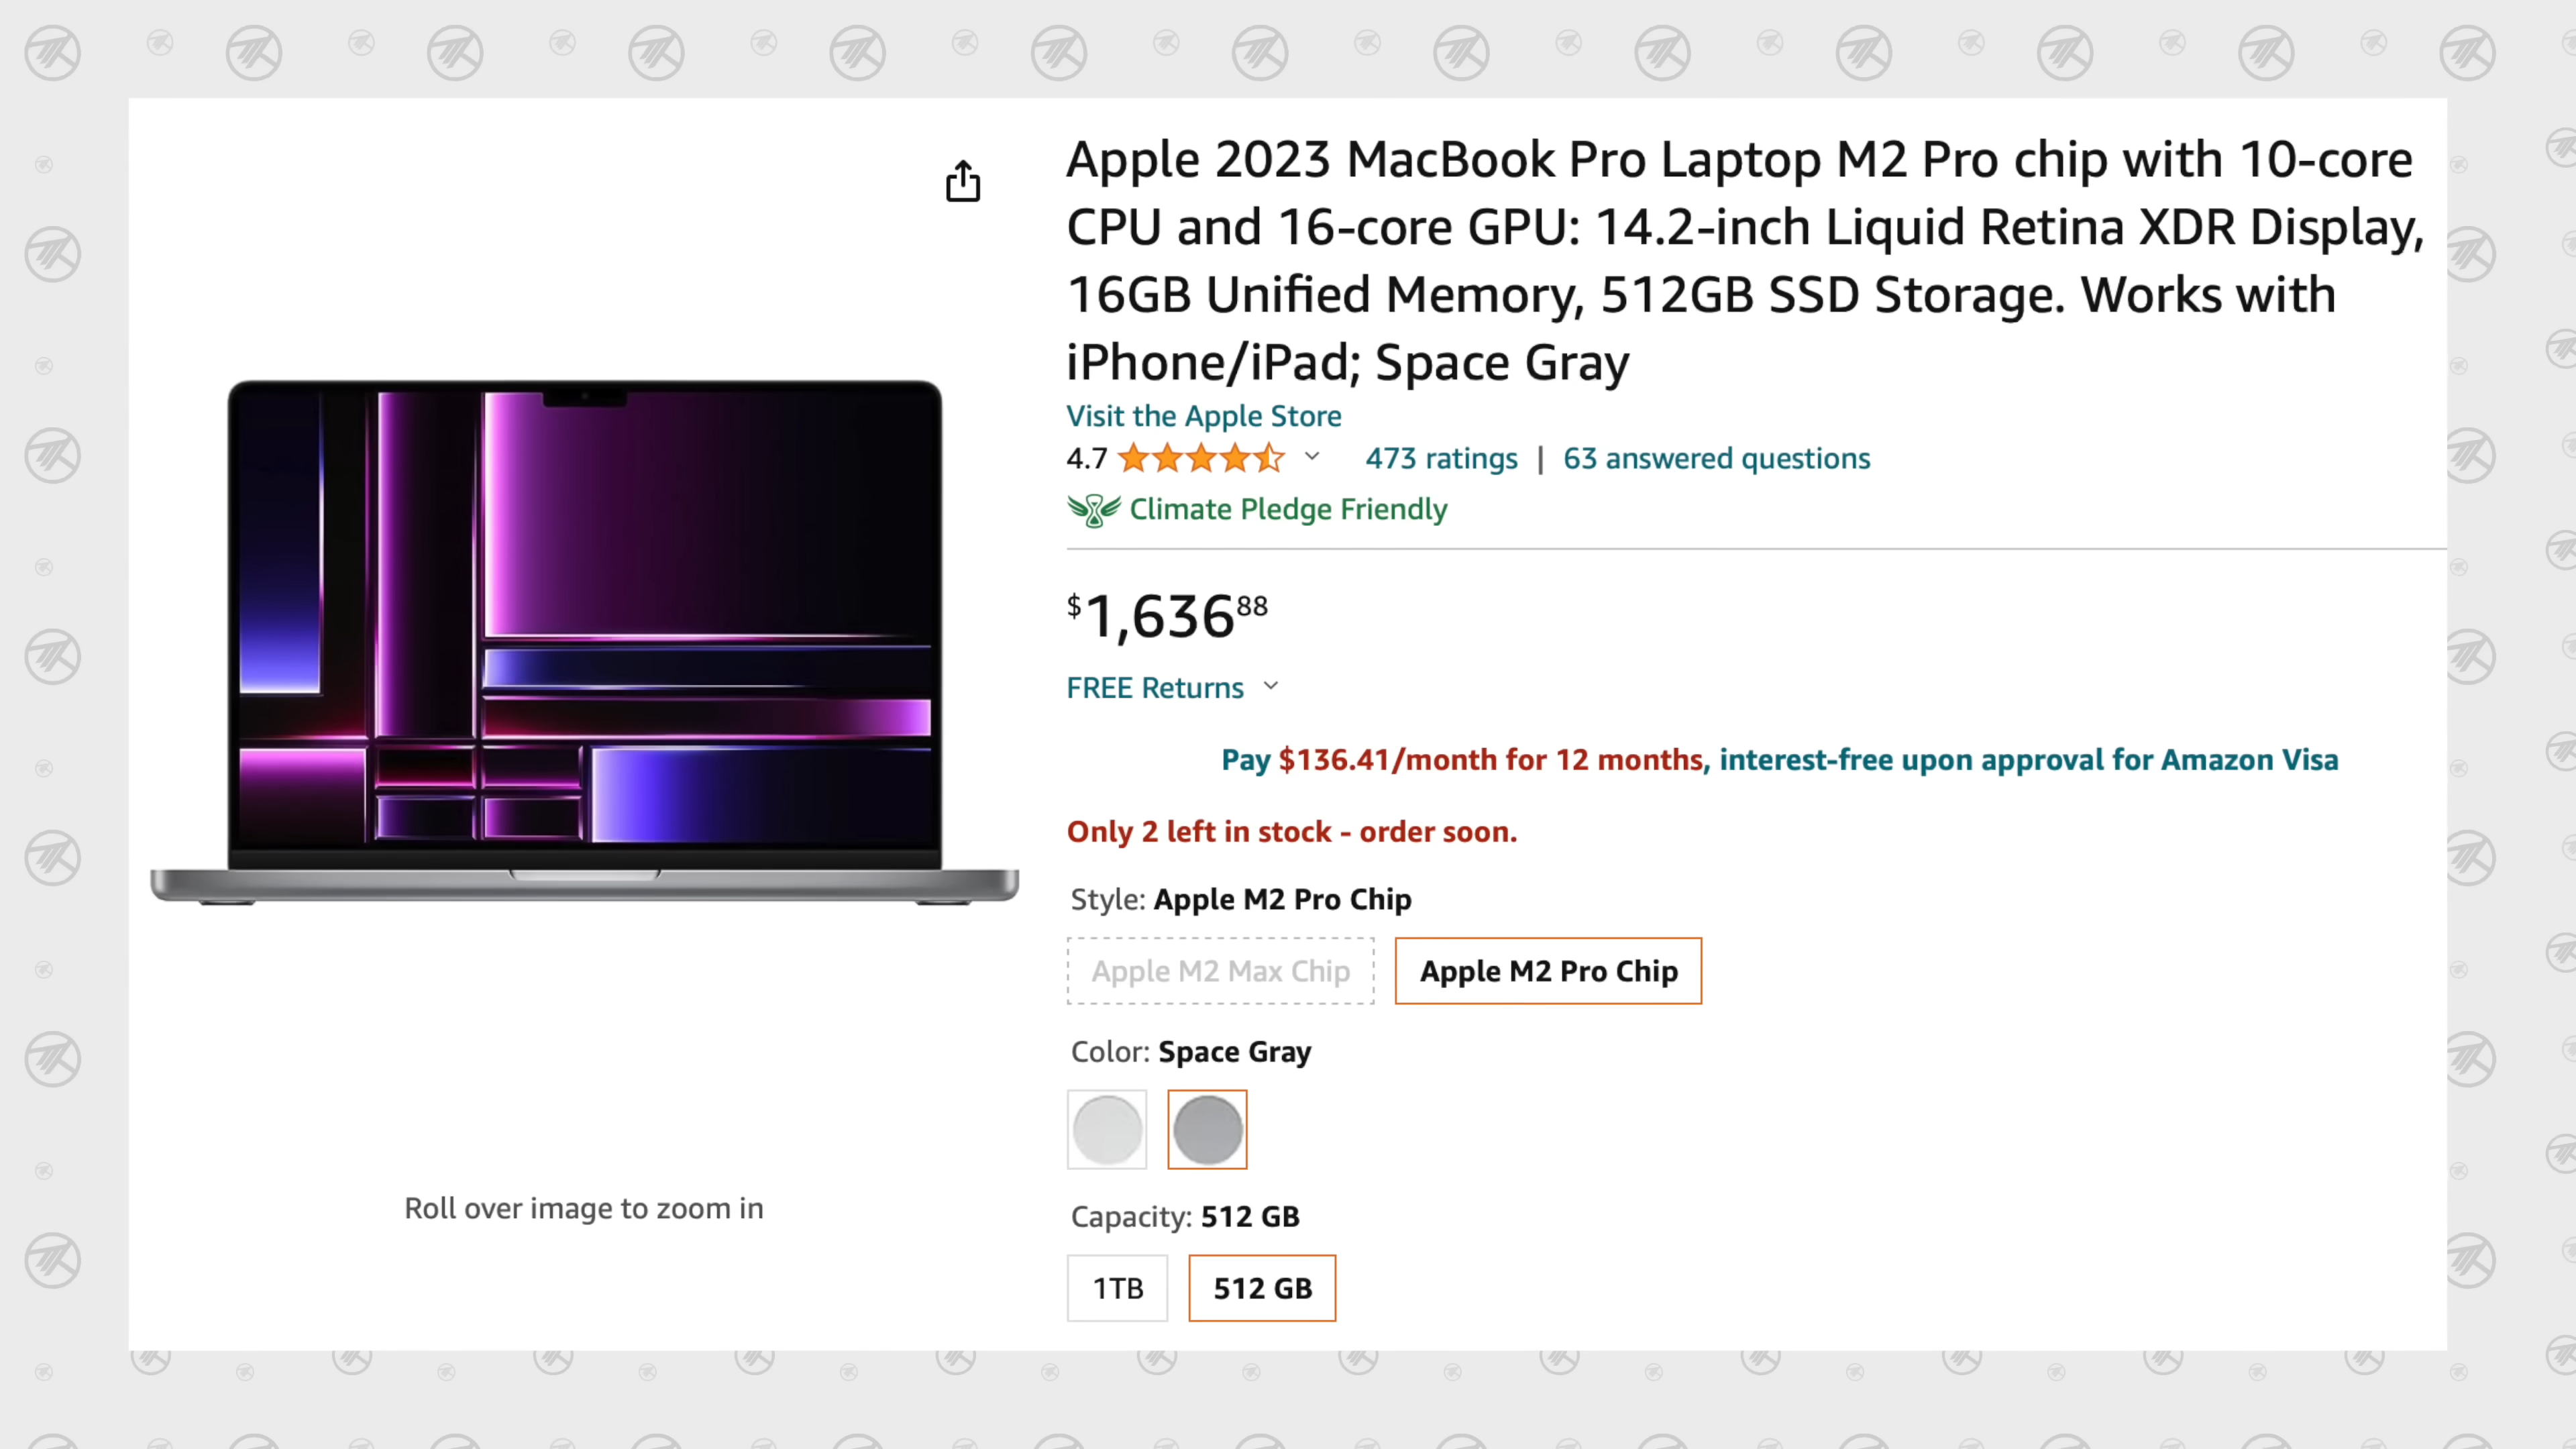 Apple 2023 MacBook Pro Laptop M2 Pro chip with 10-core
CPU and 16-core GPU: 14.2-inch Liquid Retina XDR Display,
16GB Unified Memory, 512GB SSD Storage. Works with
iPhone/iPad; Space Gray
Visit the Apple Store
4.7 473 ratings | 63 answered questions
Climate Pledge Friendly
$1,63688
FREE Returns
Pay $136.41/month for 12 months, interest-free upon approval for Amazon Visa
Only 2 left in stock - order soon.
Style: Apple M2 Pro Chip
Apple M2 Max Chip Apple M2 Pro Chip
Color: Space Gray
Capacity: 512 GB
1TB 512 GB
Roll over image to zoom in